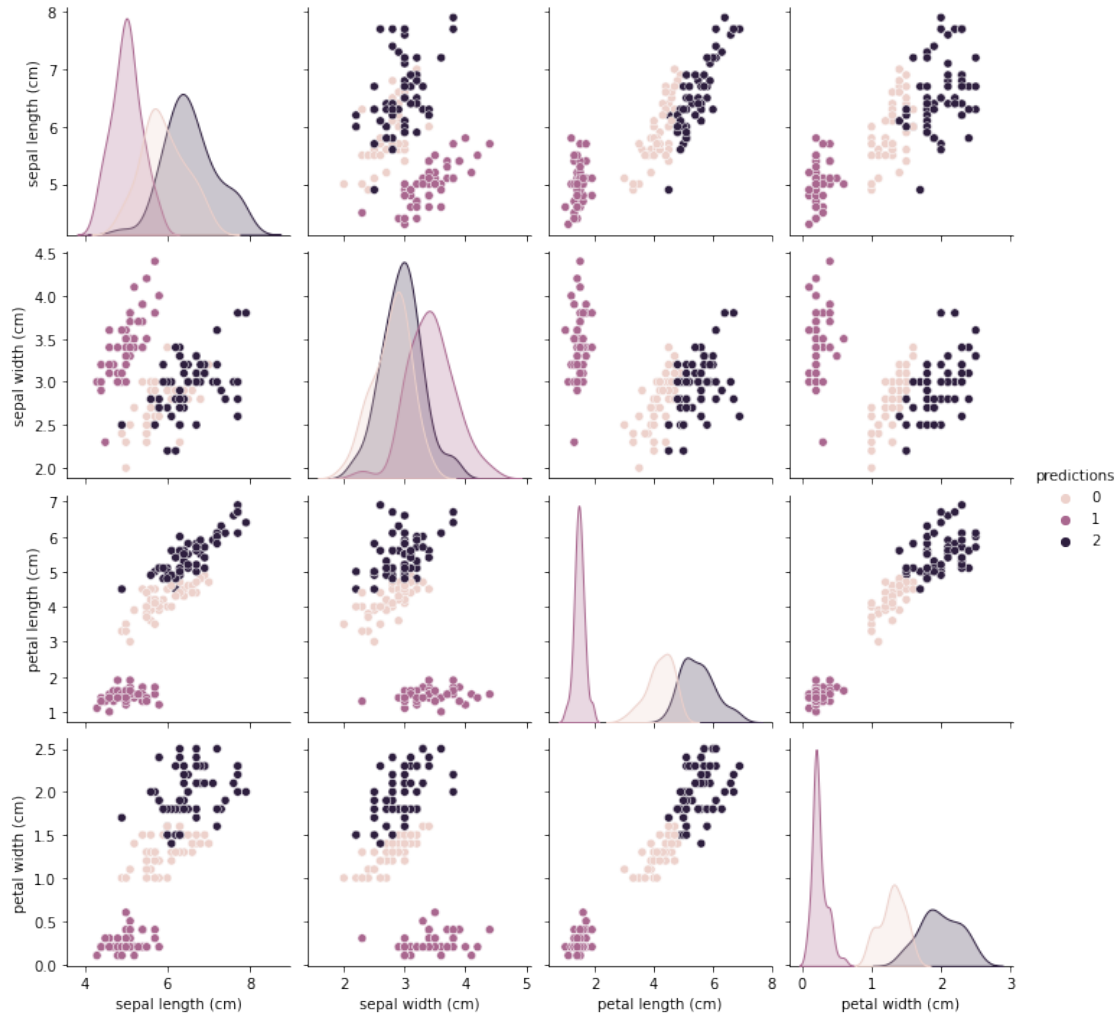 8
7
6
5
sepal length (cm)
4.5
4.0
3.5
3.0
2.5
2.0
sepal width (cm)
predictions
0
1
2
7
6
5
4
3
2
1
petal length (cm)
2.5
2.0
1.5
1.0
0.5
0.0
petal width (cm)
4 6 8
2 3 4
2 4 6 8
0 1 2 3
sepal length (cm) sepal width (cm) petal length (cm) petal width (cm)